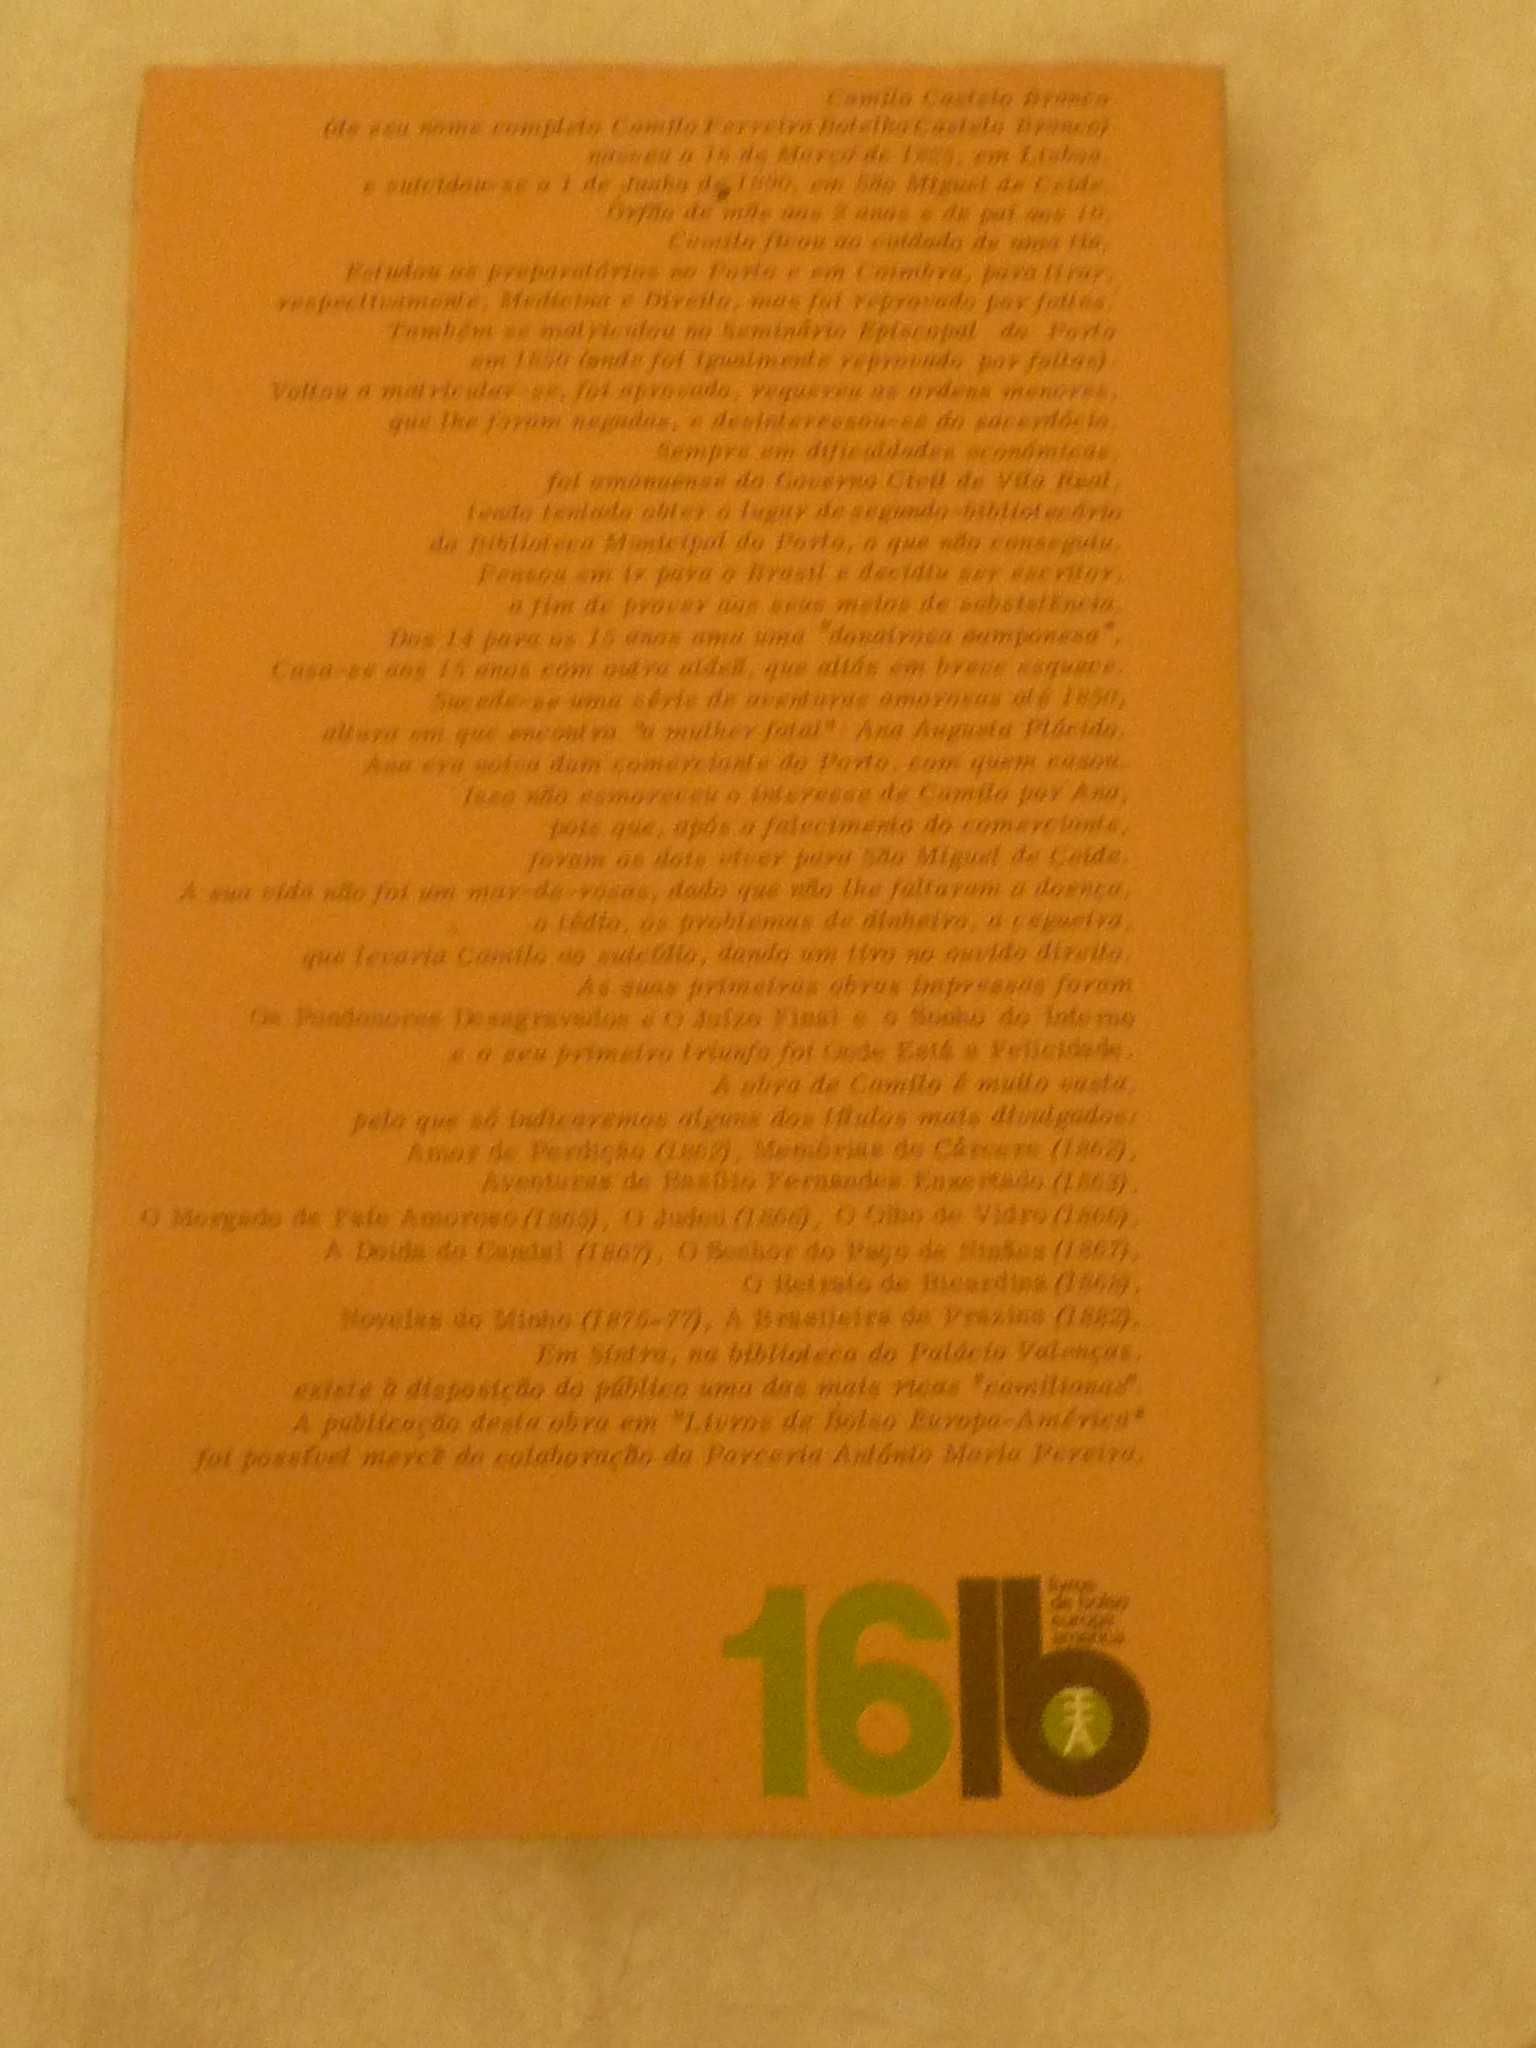 Camilo Castelo Branco
(de seu nome completo Camilo Ferreira Botelho Castelo Branco)
nasceu a 16 de Março de 1825, em Lisboa,
e suicidou-se a 1 de Junho de 1890, em São Miguel de Ceide.
Órfão de mãe aos 2 anos e de pai aos 10,
Camilo ficou ao cuidado de uma tia.
Estudou os preparatórios no Porto e em Coimbra, para tirar,
respectivamente, Medicina e Direito, mas foi reprovado por faltas.
Também se matriculou no Seminário Episcopal do Porto
em 1850 (onde foi igualmente reprovado por faltas).
Voltou a matricular-se, foi aprovado, requereu as ordens menores,
que lhe foram negadas, e desinteressou-se do sacerdócio.
Sempre em dificuldades económicas,
foi amanuense do Governo Civil de Vila Real,
tendo tentado obter o lugar de segundo-bibliotecário
da Biblioteca Municipal do Porto, o que não conseguiu.
Pensou em ir para o Brasil e decidiu ser escritor,
a fim de prover aos seus meios de subsistência.
Dos 14 para os 15 anos ama uma "donairosa camponesa".
Casa-se aos 15 anos com outra aldeã, que aliás em breve esquece.
Sucede-se uma série de aventuras amorosas até 1850,
altura em que encontra "a mulher fatal": Ana Augusta Plácido.
Ana era noiva dum comerciante do Porto, com quem casou.
Isso não esmoreceu o interesse de Camilo por Ana,
pois que, após o falecimento do comerciante,
foram os dois viver para São Miguel de Ceide.
A sua vida não foi um mar-de-rosas, dado que não lhe faltaram a doença,
o tédio, os problemas de dinheiro, a cegueira,
que levaria Camilo ao suicídio, dando um tiro no ouvido direito.
As suas primeiras obras impressas foram
Os Pundonores Desagravados e O Juízo Final e o Sonho do Inferno
e o seu primeiro triunfo foi Onde Está a Felicidade.
A obra de Camilo é muito vasta,
pelo que só indicaremos alguns dos títulos mais divulgados:
Amor de Perdição (1862), Memórias do Cárcere (1862),
Aventuras de Basílio Fernandes Enxertado (1863),
O Morgado de Fafe Amoroso (1865), O Judeu (1866), O Olho de Vidro (1866),
A Doida do Candal (1867), O Senhor do Paço de Ninães (1867),
O Retrato de Ricardina (1868),
Novelas do Minho (1875-77), A Brasileira de Prazins (1882).
Em Sintra, na biblioteca do Palácio Valenças,
existe à disposição do público uma das mais ricas "camilianas".
A publicação desta obra em "Livros de Bolso Europa-América"
foi possível mercê da colaboração da Parceria António Maria Pereira.
16 lb
livros
de bolso
europa
américa